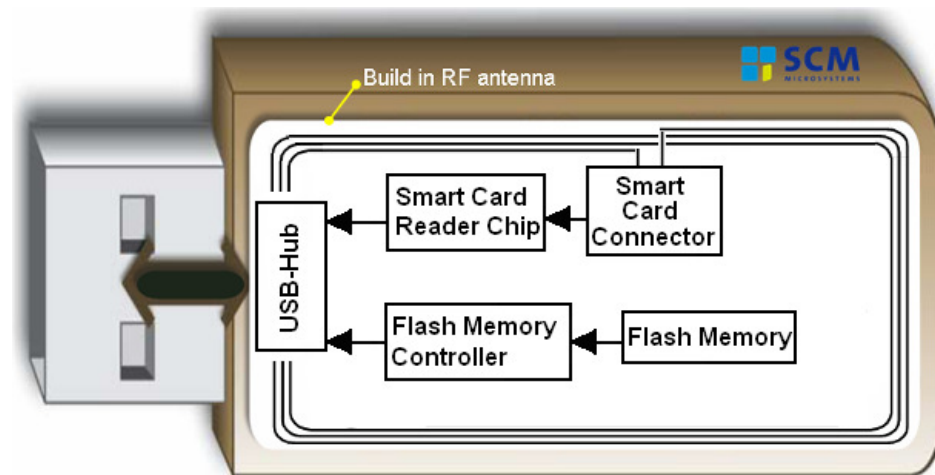 SCM
MICROSYSTEMS
Build in RF antenna
Smart Card
Reader Chip
Smart
Card
Connector
USB-Hub
Flash Memory
Controller
Flash Memory